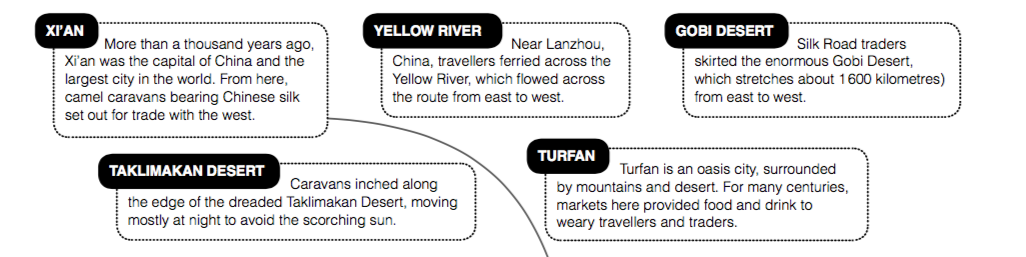 XI'AN
More than a thousand years ago,
Xi'an was the capital of China and the
largest city in the world. From here,
camel caravans bearing Chinese silk
set out for trade with the west.
YELLOW RIVER
Near Lanzhou,
China, travellers ferried across the
Yellow River, which flowed across
the route from east to west.
GOBI DESERT
Silk Road traders
skirted the enormous Gobi Desert,
which stretches about 1600 kilometres)
from east to west.
TAKLIMAKAN DESERT
Caravans inched along
the edge of the dreaded Taklimakan Desert, moving
mostly at night to avoid the scorching sun.
TURFAN
Turfan is an oasis city, surrounded
by mountains and desert. For many centuries,
markets here provided food and drink to
weary travellers and traders.